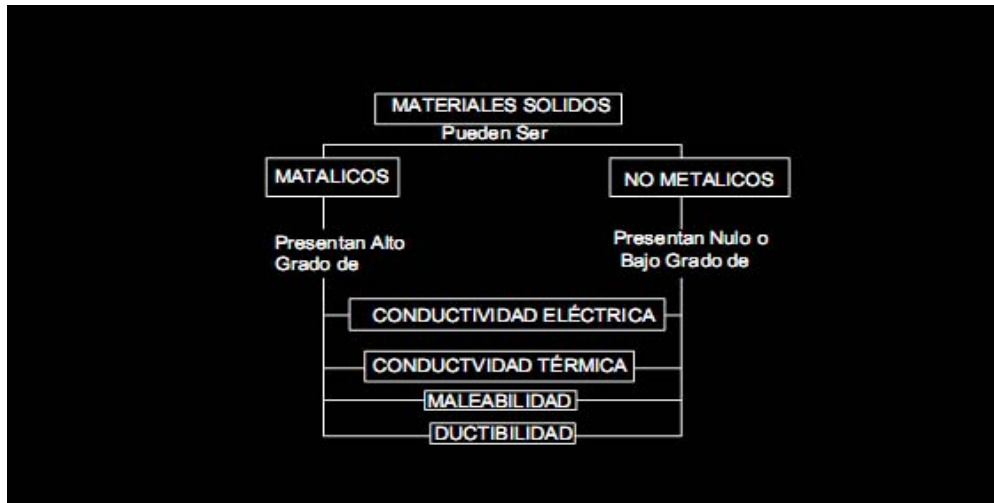 MATERIALES SOLIDOS
Pueden Ser
MATALICOS
NO METALICOS
Presentan Alto
Grado de
Presentan Nulo o
Bajo Grado de
CONDUCTIVIDAD ELÉCTRICA
CONDUCTVIDAD TÉRMICA
MALEABILIDAD
DUCTIBILIDAD